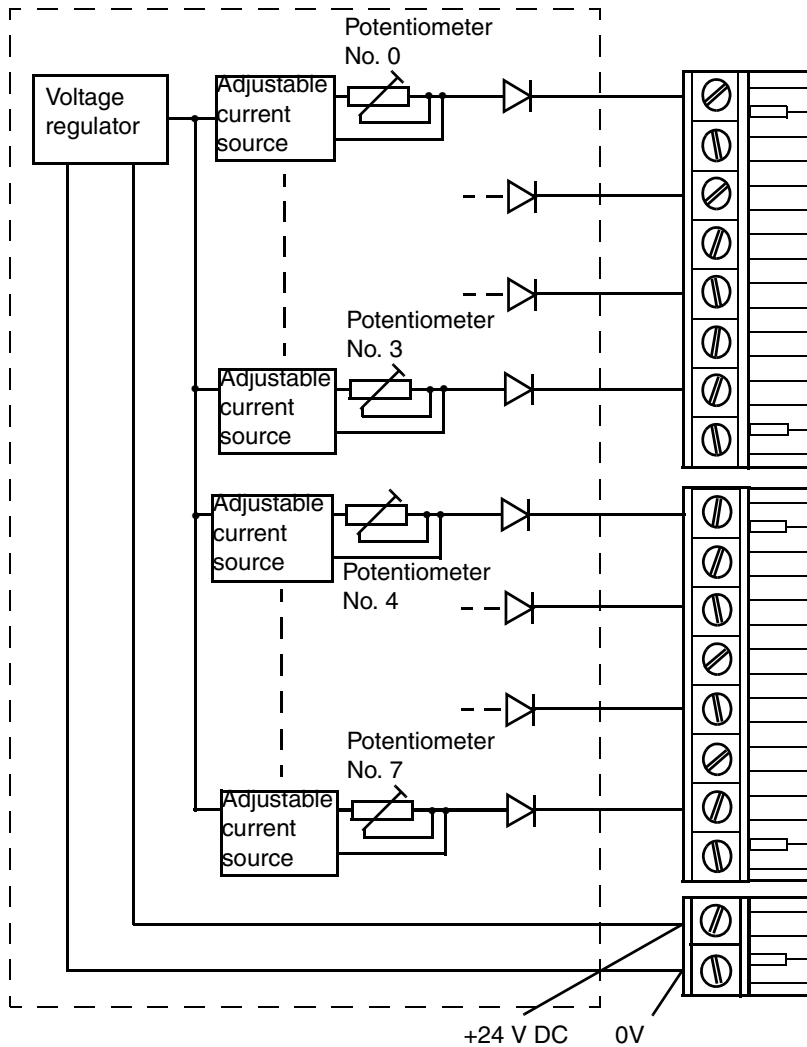 Potentiometer
No. 0
Voltage
regulator
Adjustable
current
source
Potentiometer
No. 3
Adjustable
current
source
Adjustable
current
source
Potentiometer
No. 4
Potentiometer
No. 7
Adjustable
current
source
+24 V DC
0V